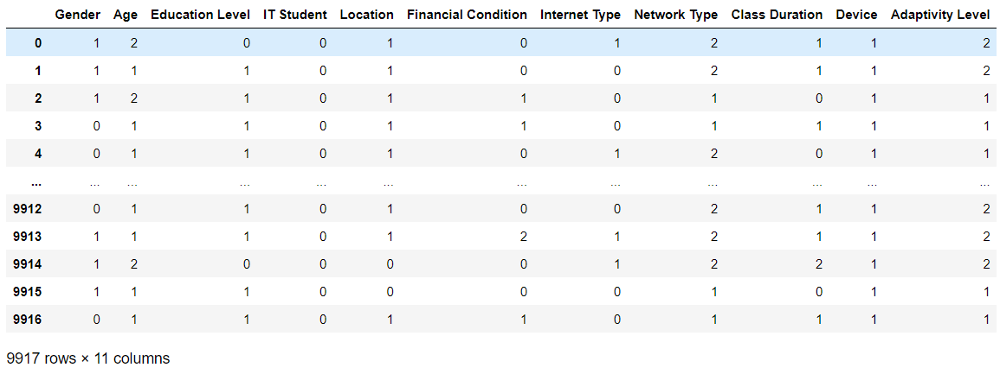 Gender Age Education Level IT Student Location Financial Condition Internet Type Network Type Class Duration Device Adaptivity Level
0 1 2 0 0 1 0 1 2 1 1 2
1 1 1 1 0 1 0 0 2 1 1 2
2 1 2 1 0 1 1 0 1 0 1 1
3 0 1 1 0 1 1 0 1 1 1 1
4 0 1 1 0 1 0 1 2 0 1 1
... ... ... ... ... ... ... ... ... ... ... ...
9912 0 1 1 0 1 0 0 2 1 1 2
9913 1 1 1 0 1 2 1 2 1 1 2
9914 1 2 0 0 0 0 1 2 2 1 2
9915 1 1 1 0 0 0 0 1 0 1 1
9916 0 1 1 0 1 1 0 1 1 1 1
9917 rows × 11 columns